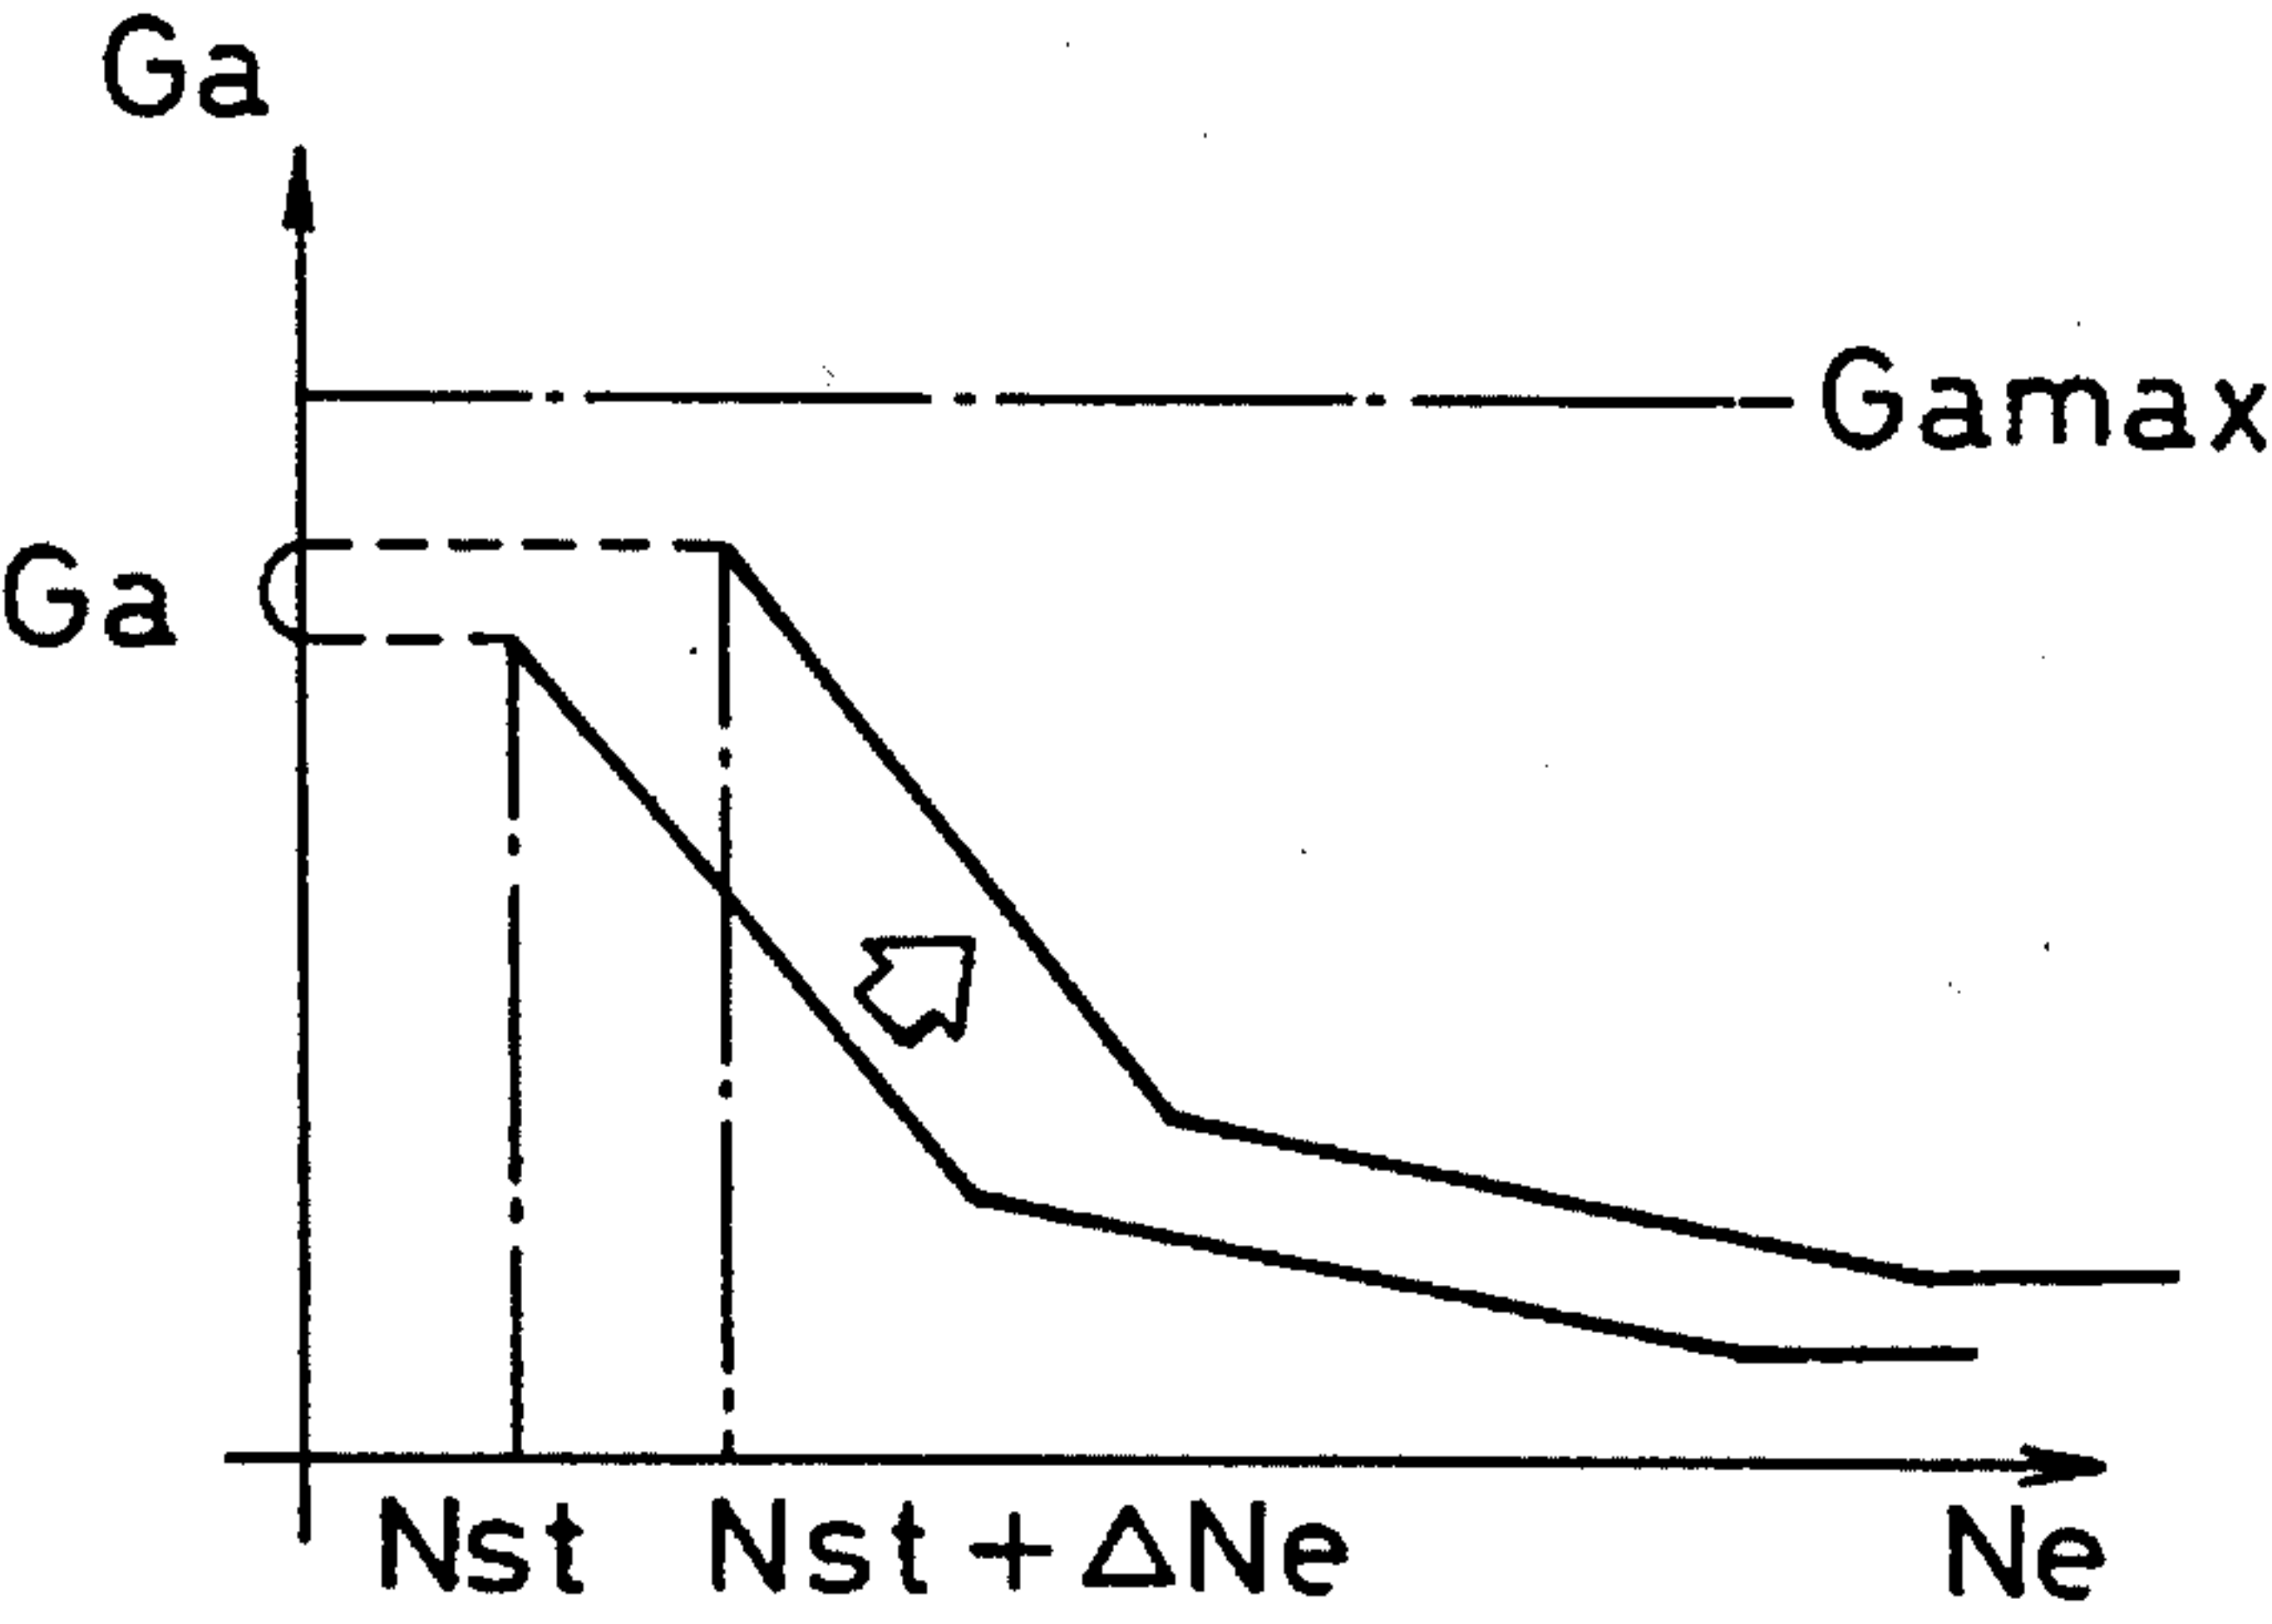 Ga
Gamax
Ga
Nst
Nst + ΔNe
Ne